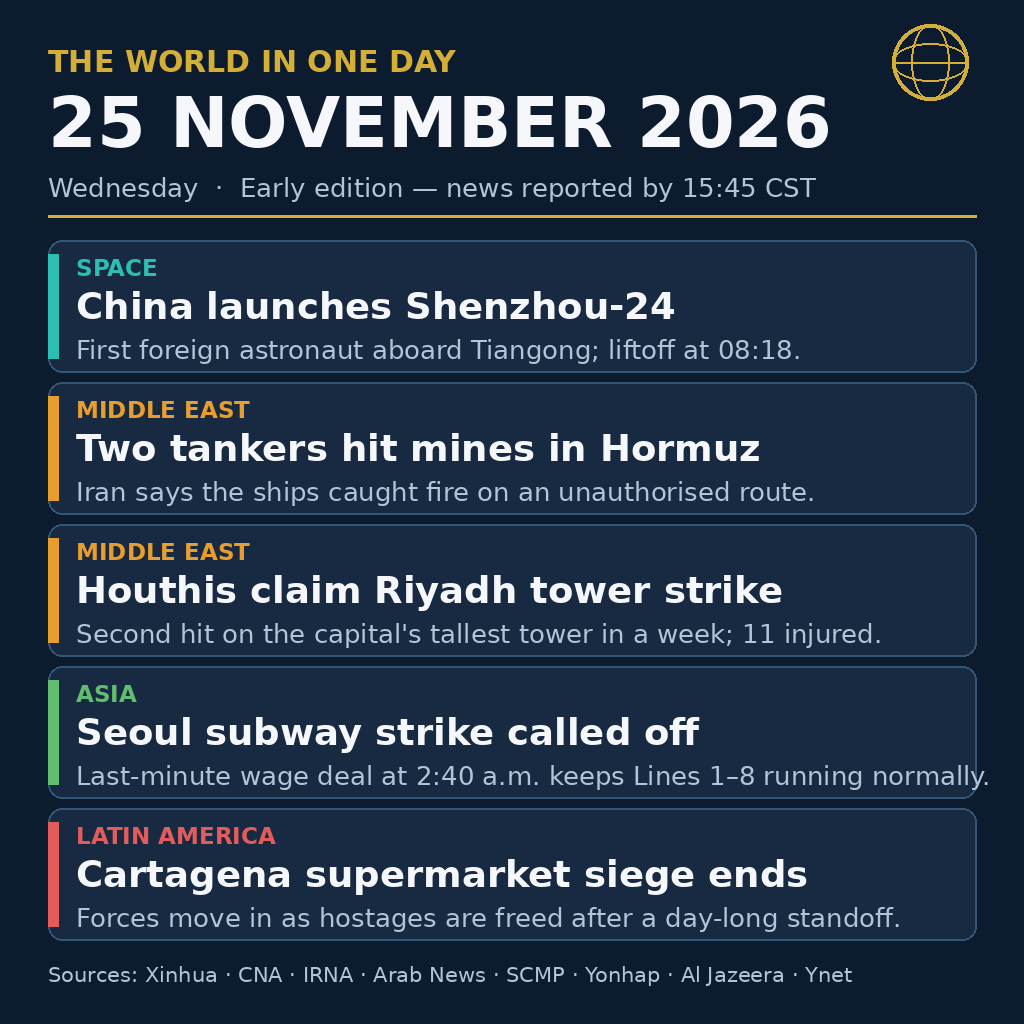 THE WORLD IN ONE DAY
25 NOVEMBER 2026
Wednesday · Early edition — news reported by 15:45 CST
SPACE
China launches Shenzhou-24
First foreign astronaut aboard Tiangong; liftoff at 08:18.
MIDDLE EAST
Two tankers hit mines in Hormuz
Iran says the ships caught fire on an unauthorised route.
MIDDLE EAST
Houthis claim Riyadh tower strike
Second hit on the capital's tallest tower in a week; 11 injured.
ASIA
Seoul subway strike called off
Last-minute wage deal at 2:40 a.m. keeps Lines 1–8 running normally.
LATIN AMERICA
Cartagena supermarket siege ends
Forces move in as hostages are freed after a day-long standoff.
Sources: Xinhua · CNA · IRNA · Arab News · SCMP · Yonhap · Al Jazeera · Ynet